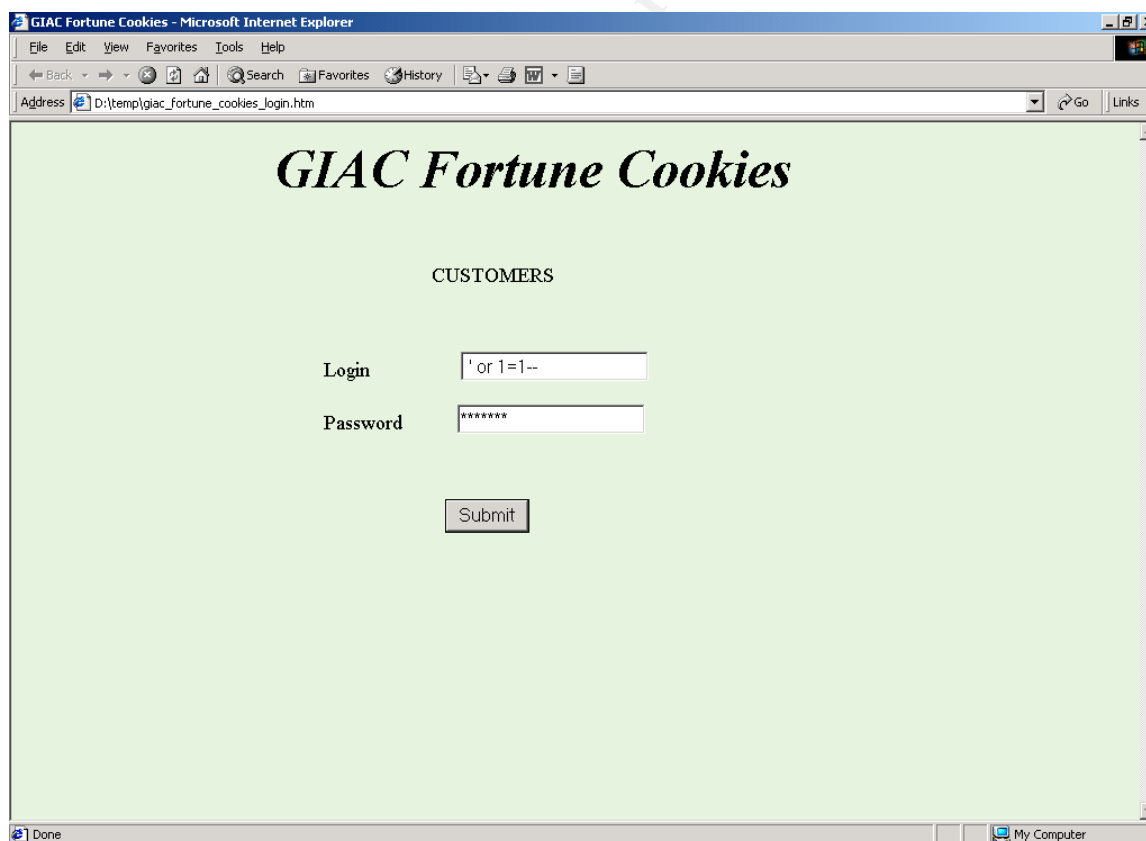 GIAC Fortune Cookies - Microsoft Internet Explorer
File Edit View Favorites Tools Help
Back Search Favorites History
Address D:\temp\giac_fortune_cookies_login.htm Go Links
GIAC Fortune Cookies
CUSTOMERS
Login ' or 1=1--
Password *******
Submit
Done My Computer